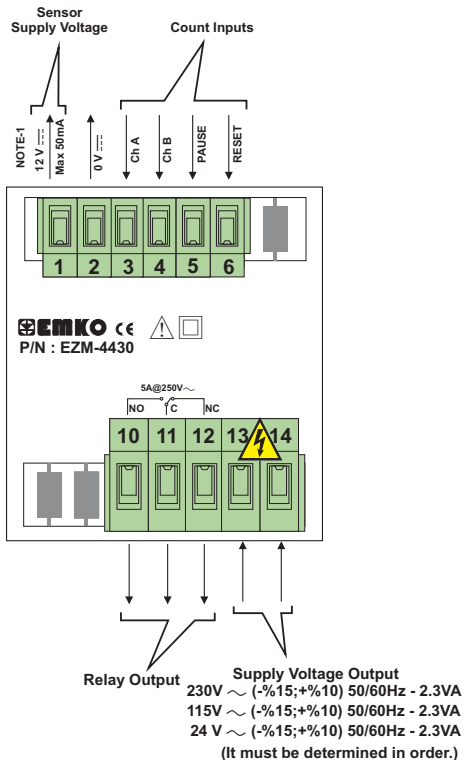 Sensor
Supply Voltage
Count Inputs
NOTE-1
12 V
Max 50mA
0 V
Ch A
Ch B
PAUSE
RESET
1 2 3 4 5 6
EMKO CE
P/N : EZM-4430
5A@250V~
NO C NC
10 11 12 13 14
Relay Output
Supply Voltage Output
230V ~ (-%15;+%10) 50/60Hz - 2.3VA
115V ~ (-%15;+%10) 50/60Hz - 2.3VA
24 V ~ (-%15;+%10) 50/60Hz - 2.3VA
(It must be determined in order.)